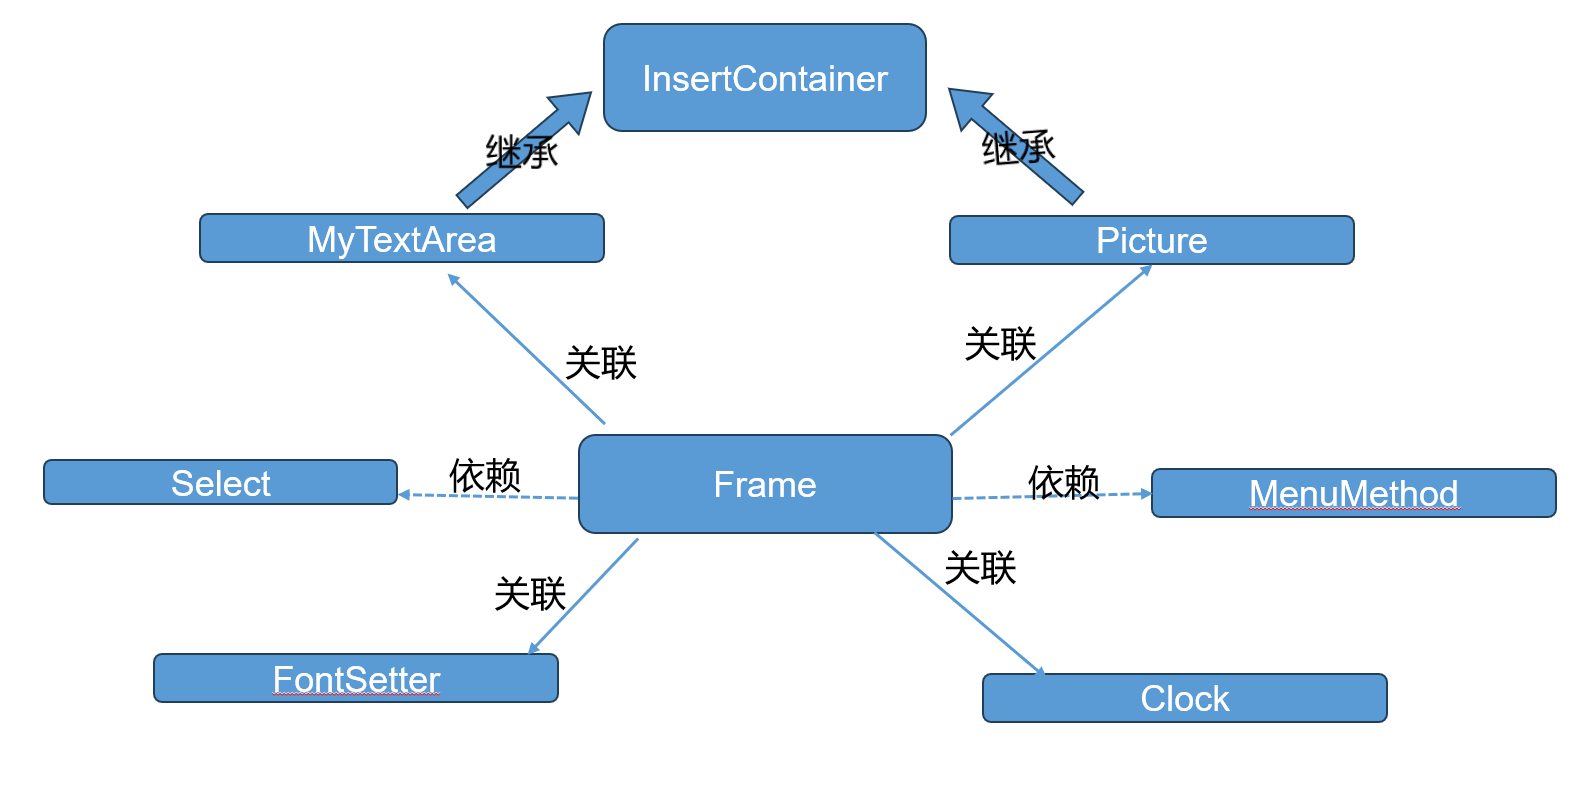 InsertContainer
继承
继承
MyTextArea
Picture
关联
关联
Select
依赖
Frame
依赖
MenuMethod
关联
关联
FontSetter
Clock